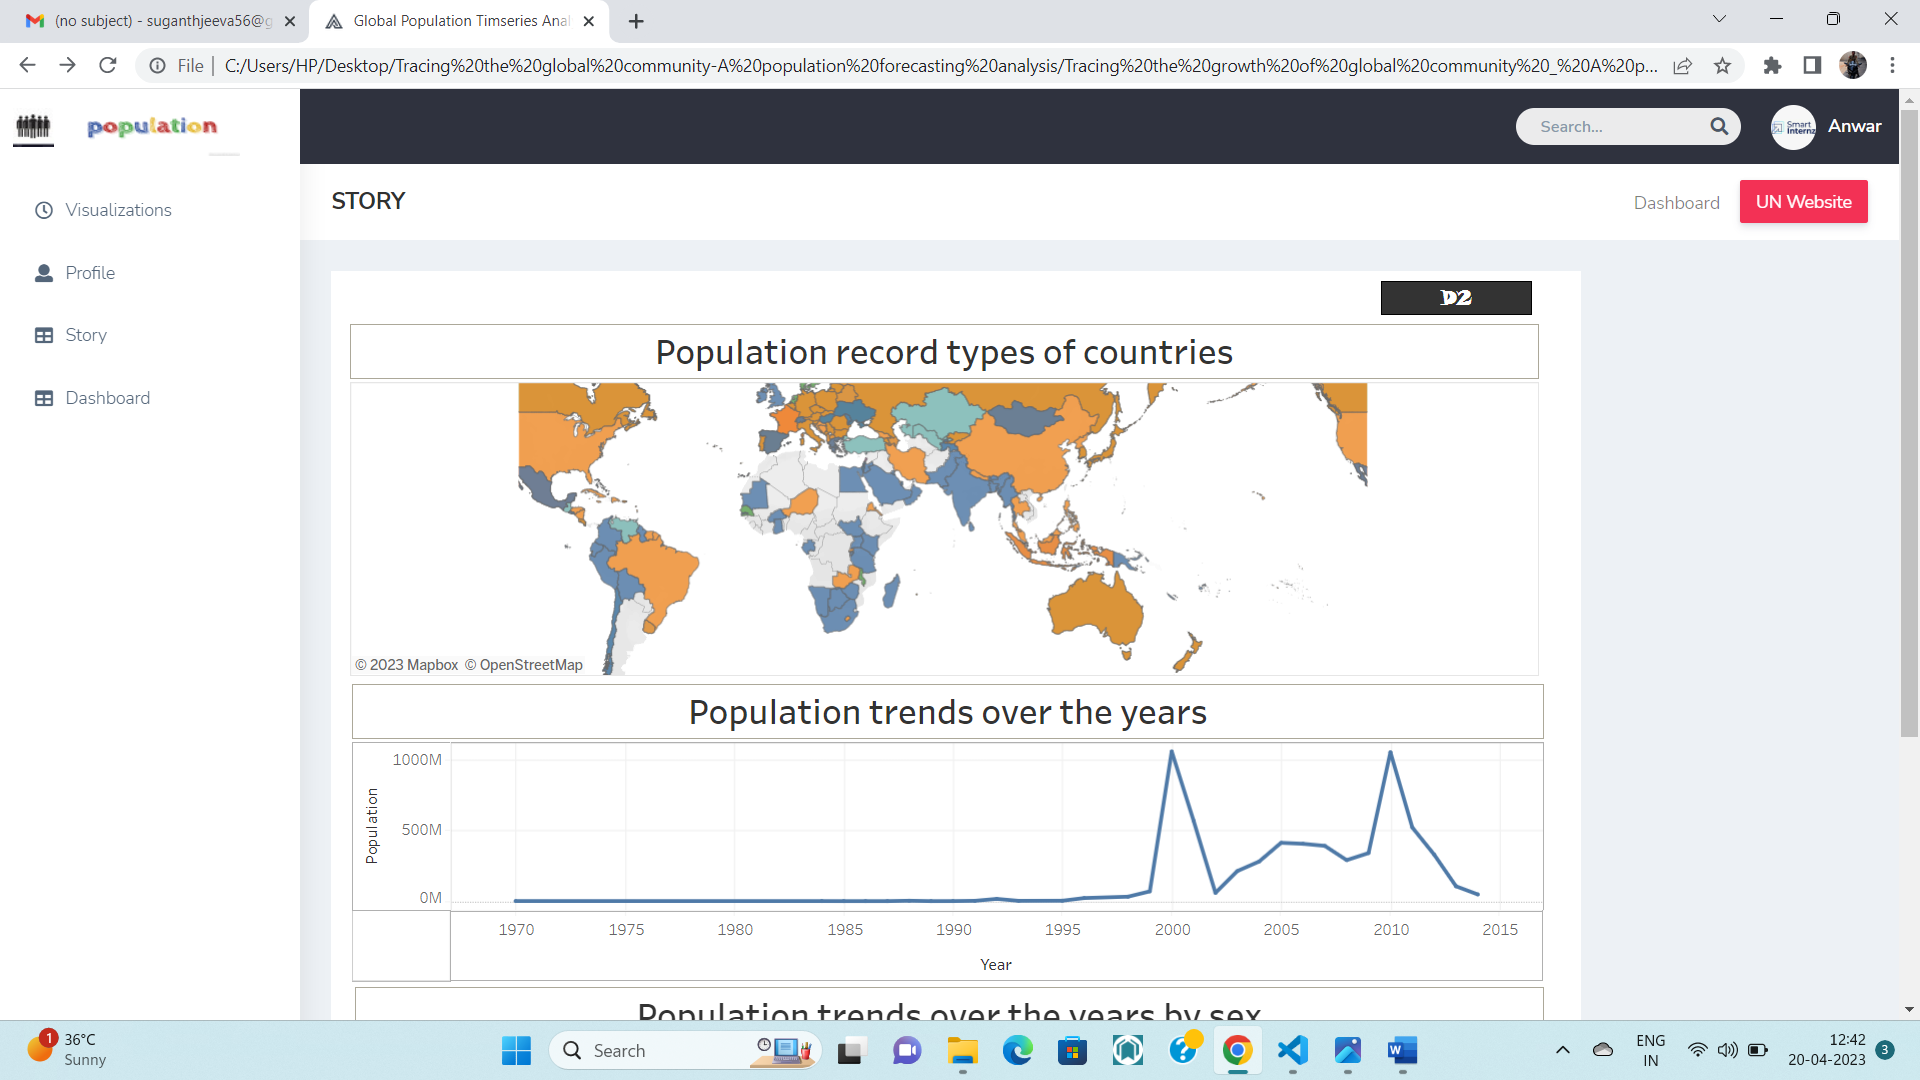 (no subject) - suganthjeeva56@g
Global Population Timseries Anal
File
C:/Users/HP/Desktop/Tracing%20the%20global%20community-A%20population%20forecasting%20analysis/Tracing%20the%20growth%20of%20global%20community%20_%20A%20p...
population
Search...
Smart
Internz
Anwar
Visualizations
Profile
Story
Dashboard
STORY
Dashboard
UN Website
D2
Population record types of countries
© 2023 Mapbox © OpenStreetMap
Population trends over the years
1000M
500M
0M
Population
1970 1975 1980 1985 1990 1995 2000 2005 2010 2015
Year
Population trends over the years by sex
1
36°C
Sunny
Search
ENG
IN
12:42
20-04-2023
3